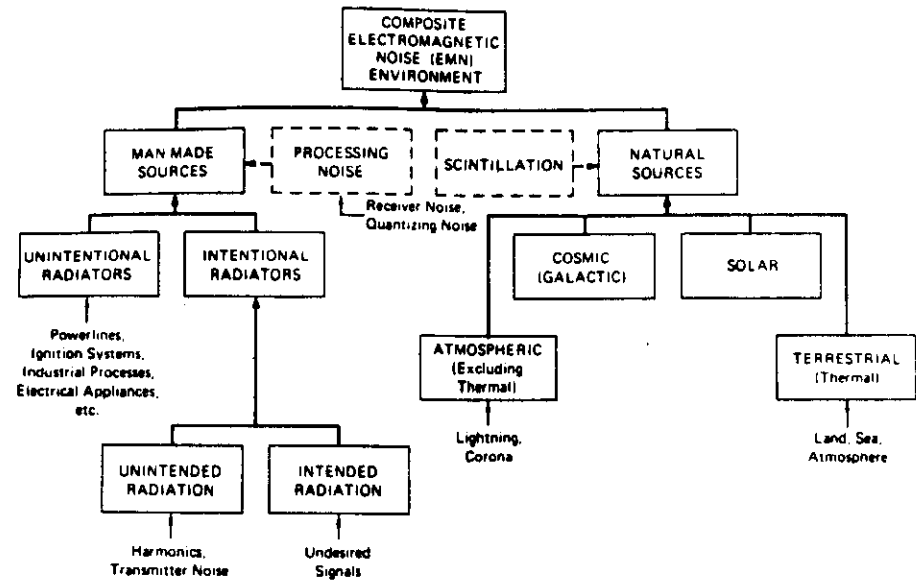 COMPOSITE
ELECTROMAGNETIC
NOISE (EMN)
ENVIRONMENT
MAN MADE
SOURCES
PROCESSING
NOISE
SCINTILLATION
NATURAL
SOURCES
Receiver Noise,
Quantizing Noise
UNINTENTIONAL
RADIATORS
INTENTIONAL
RADIATORS
COSMIC
(GALACTIC)
SOLAR
Powerlines,
Ignition Systems,
Industrial Processes,
Electrical Appliances,
etc.
ATMOSPHERIC
(Excluding
Thermal)
TERRESTRIAL
(Thermal)
Lightning,
Corona
Land, Sea,
Atmosphere
UNINTENDED
RADIATION
INTENDED
RADIATION
Harmonics,
Transmitter Noise
Undesired
Signals